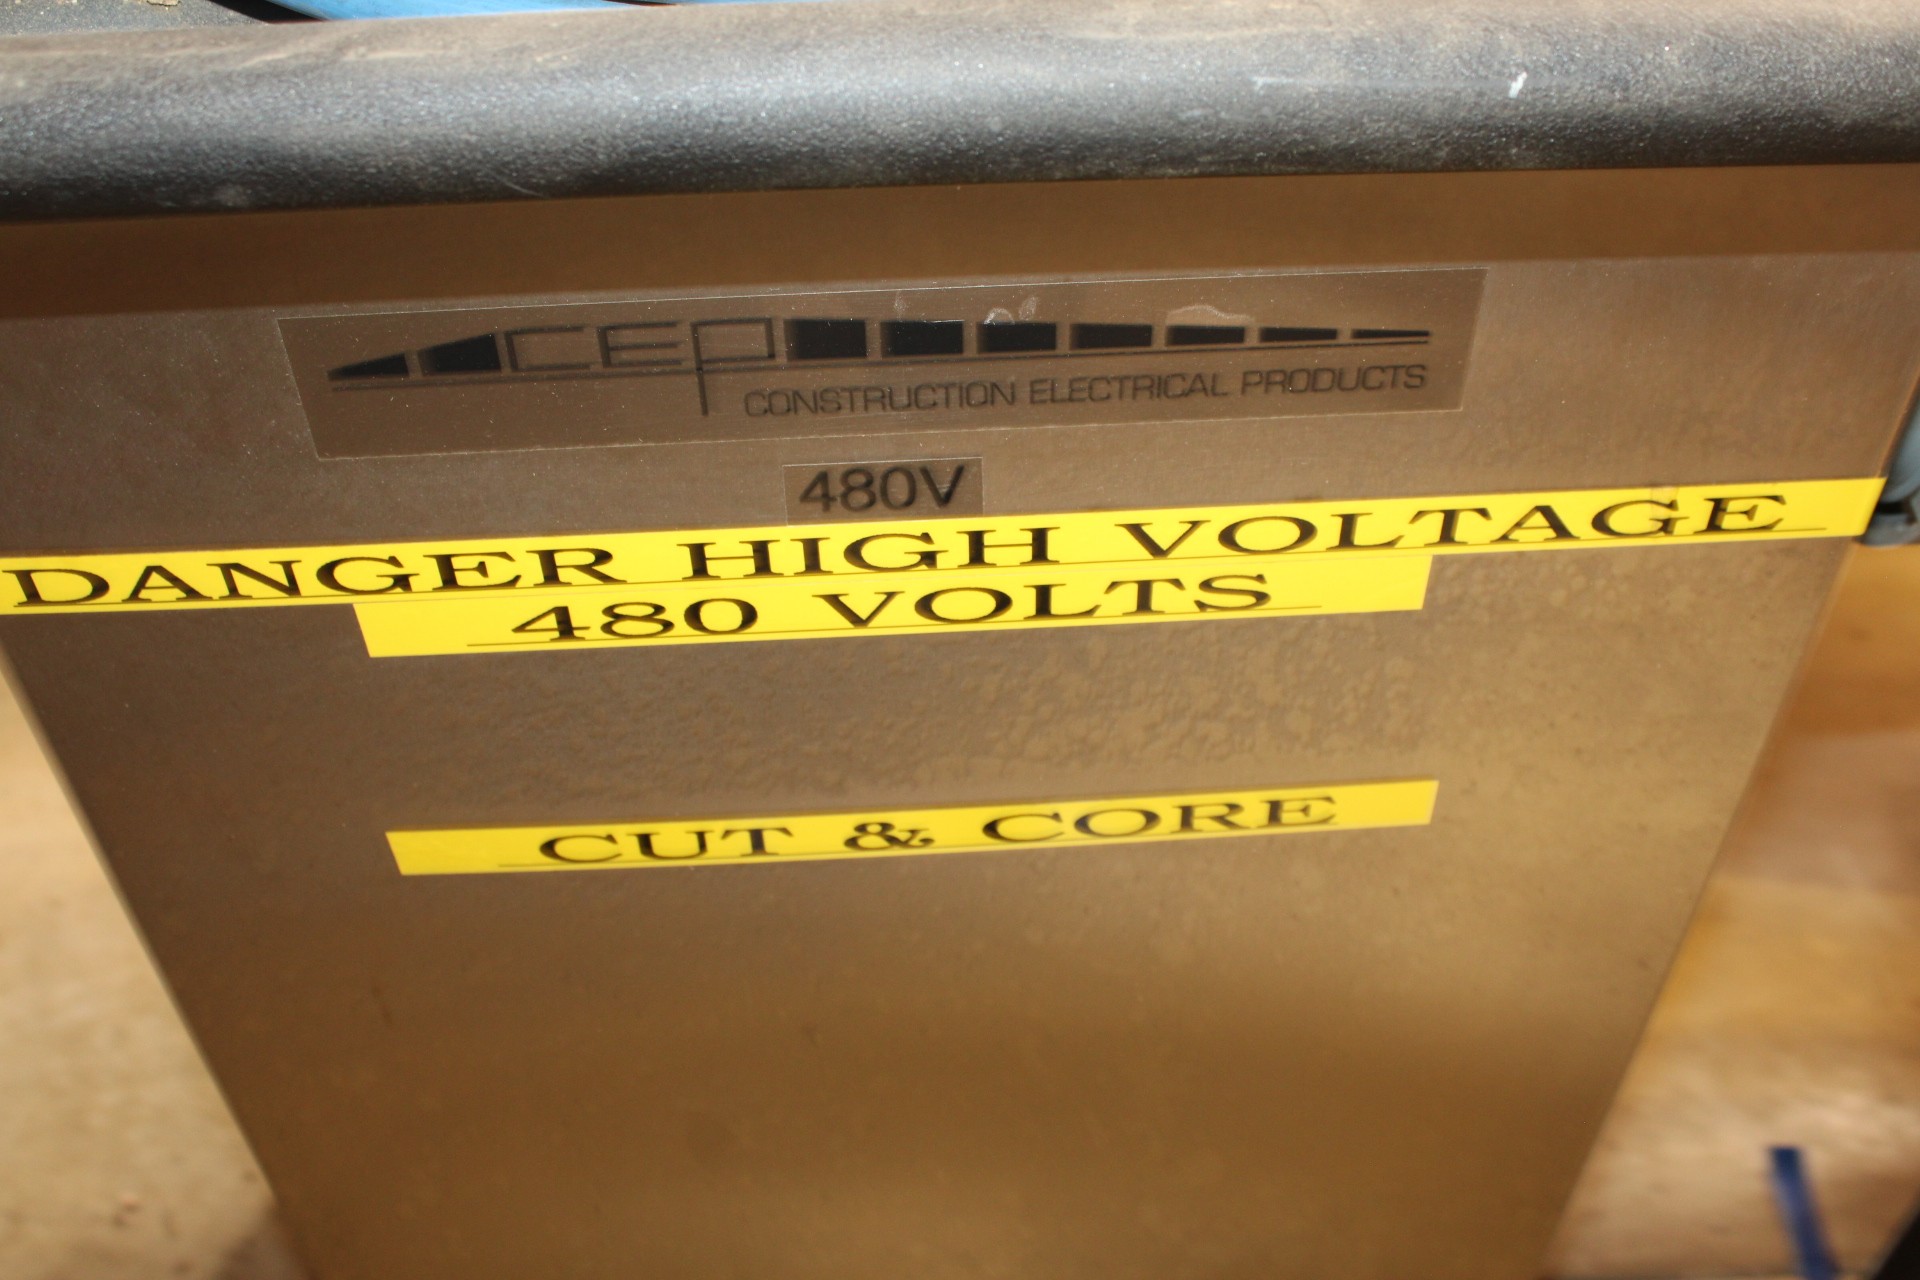 CEP
CONSTRUCTION ELECTRICAL PRODUCTS
480V
DANGER HIGH VOLTAGE
480 VOLTS
CUT & CORE